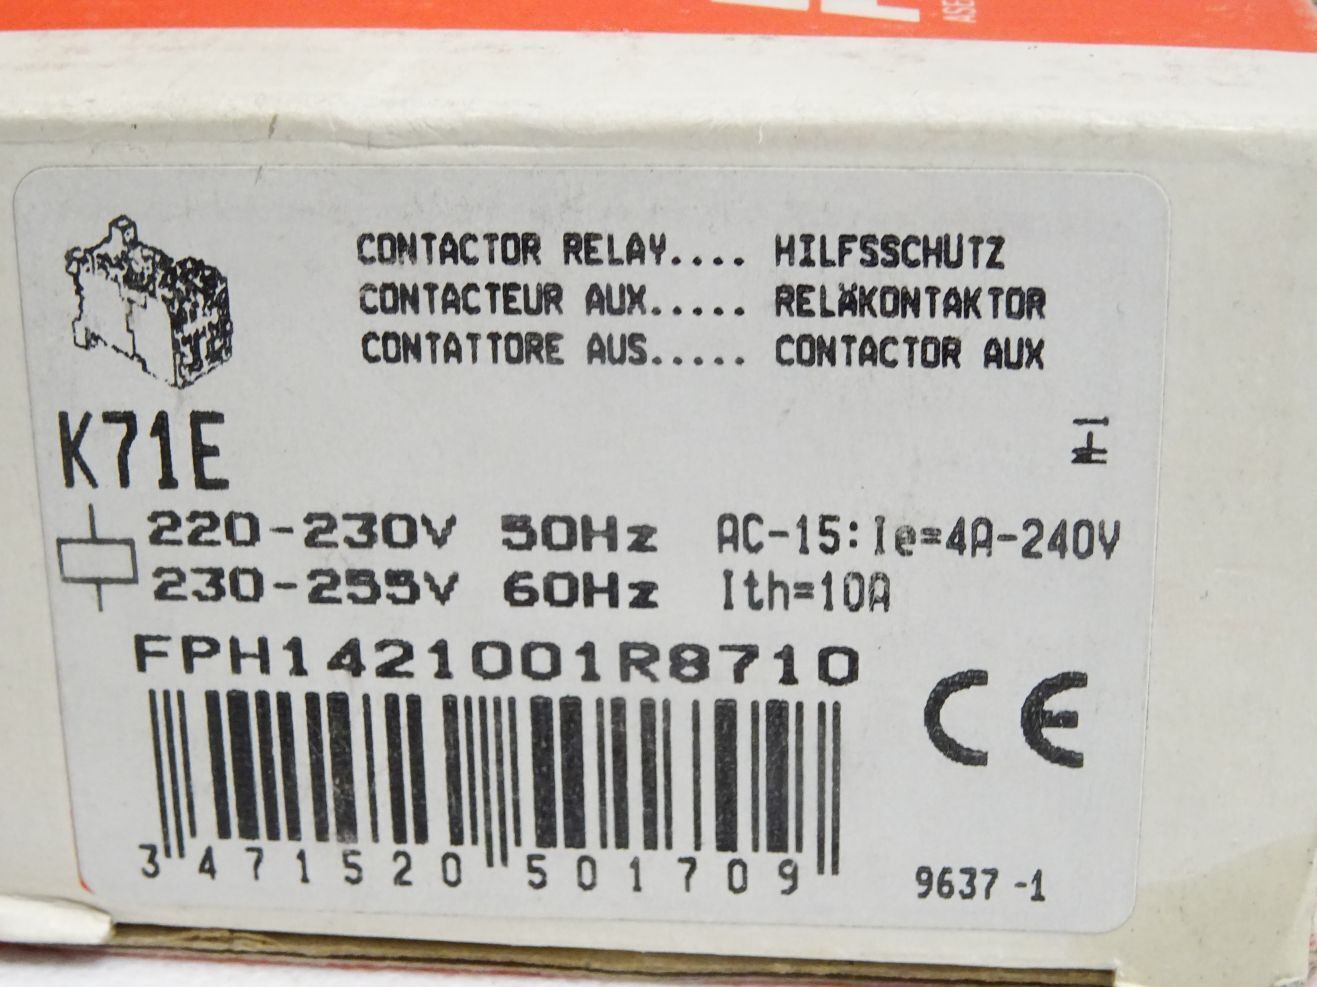 CONTACTOR RELAY.... HILFSSCHUTZ
CONTACTEUR AUX..... RELÄKONTAKTOR
CONTATTORE AUS..... CONTACTOR AUX
K71E
220-230V 50Hz AC-15:Ie=4A-240V
230-255V 60Hz Ith=10A
FPH1421001R8710
CE
3 471520 501709
9637-1